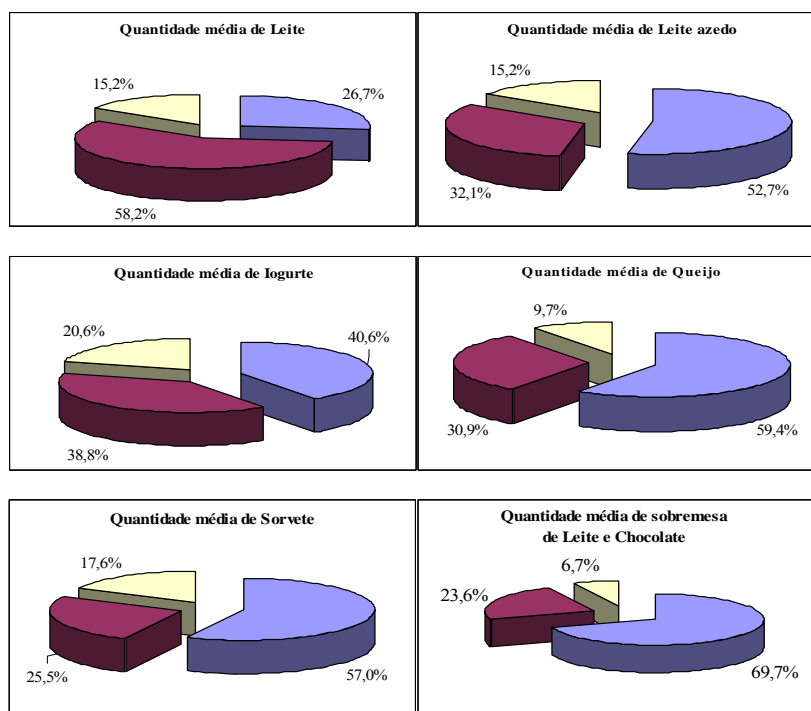 Quantidade média de Leite
15,2%
26,7%
58,2%
Quantidade média de Leite azedo
15,2%
32,1%
52,7%
Quantidade média de Iogurte
20,6%
40,6%
38,8%
Quantidade média de Queijo
9,7%
30,9%
59,4%
Quantidade média de Sorvete
17,6%
25,5%
57,0%
Quantidade média de sobremesa
de Leite e Chocolate
6,7%
23,6%
69,7%